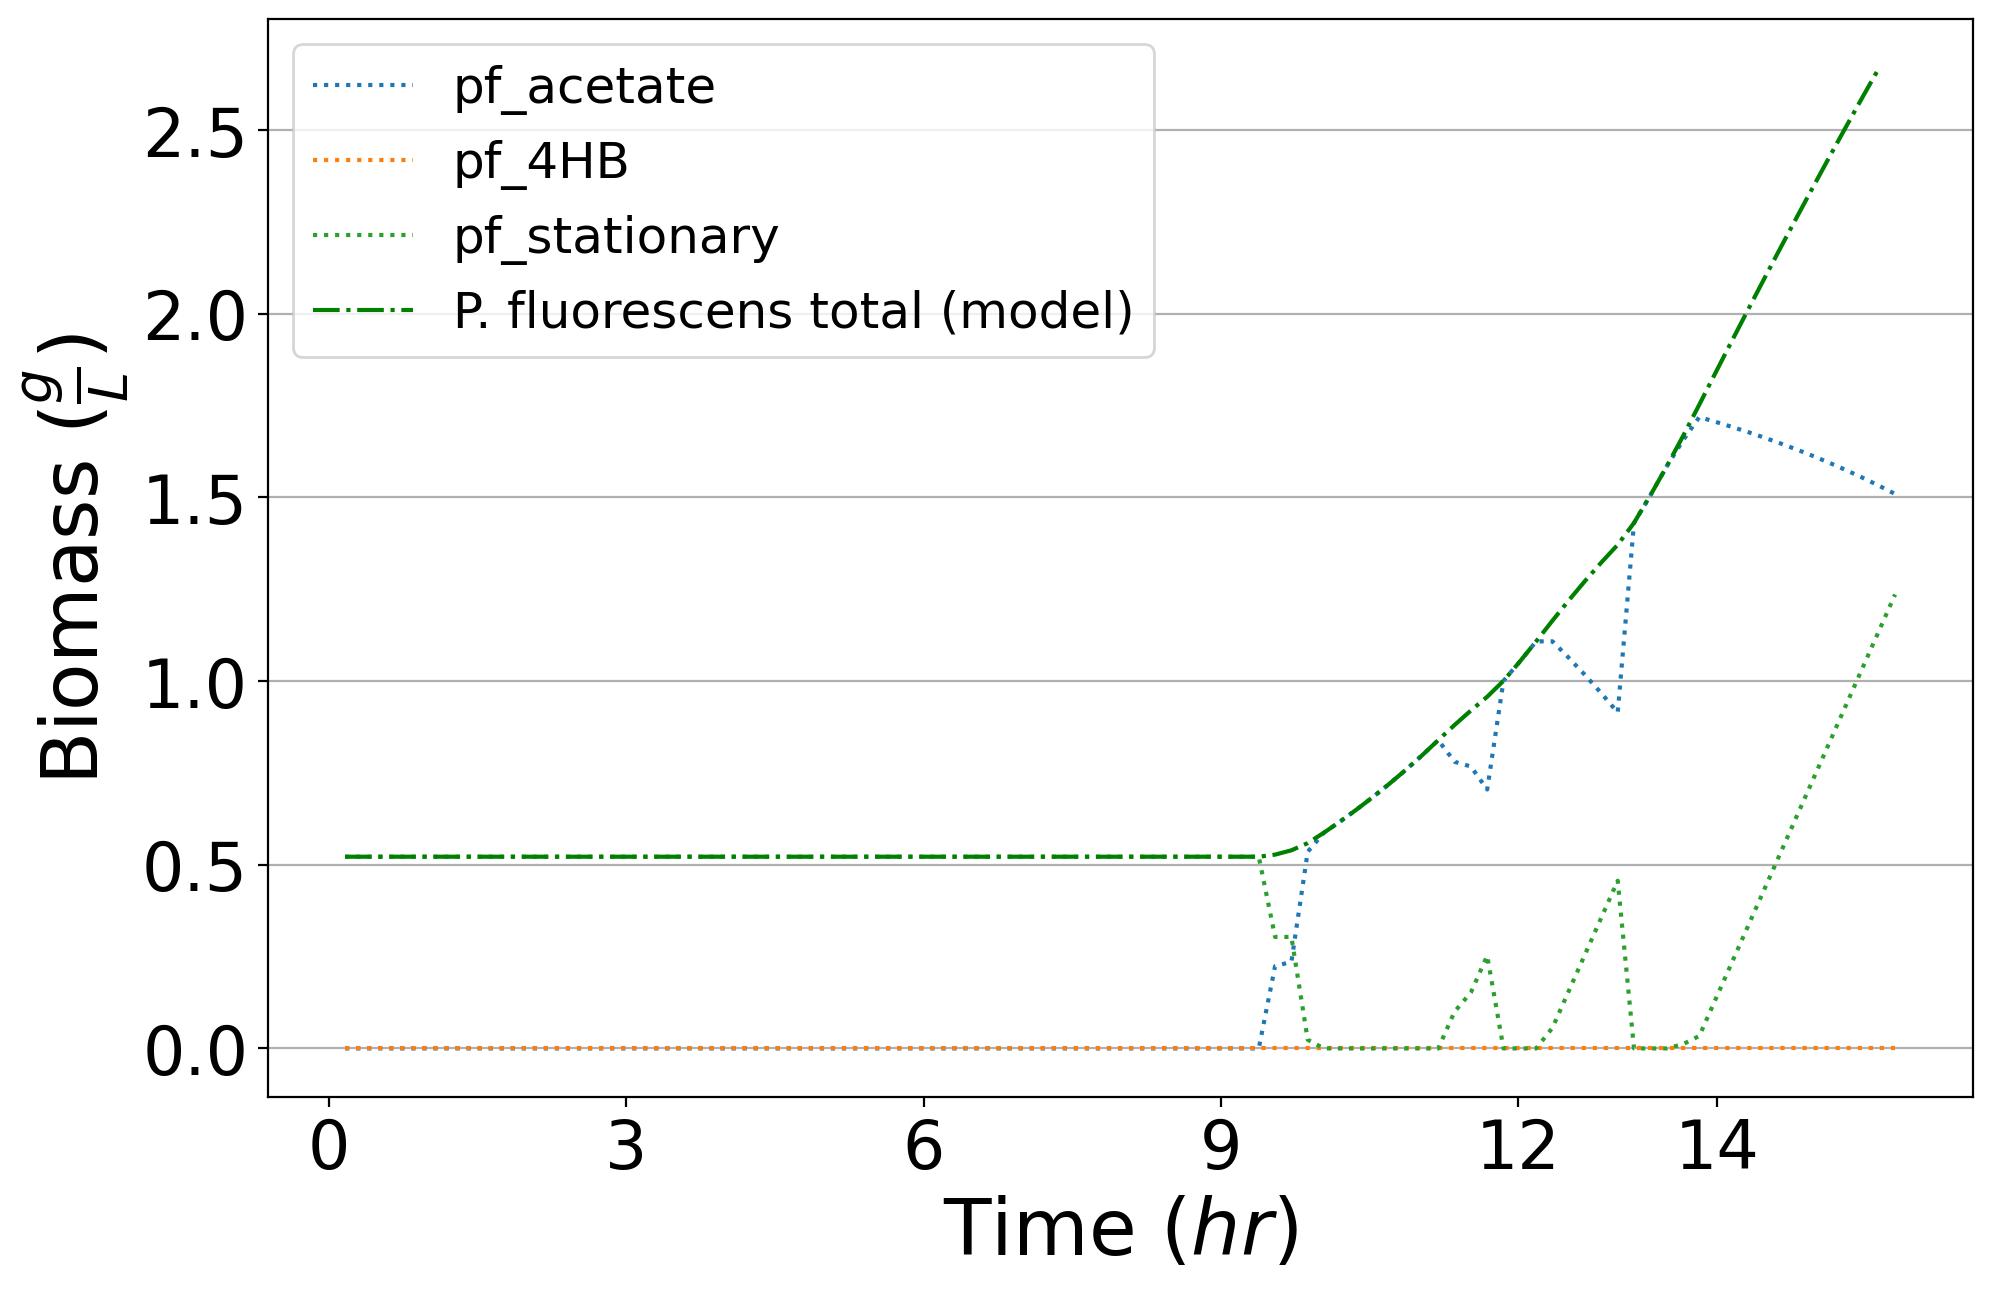 pf_acetate
pf_4HB
pf_stationary
P. fluorescens total (model)
2.5
2.0
1.5
1.0
0.5
0.0
Biomass (g/L)
0 3 6 9 12 14
Time (hr)